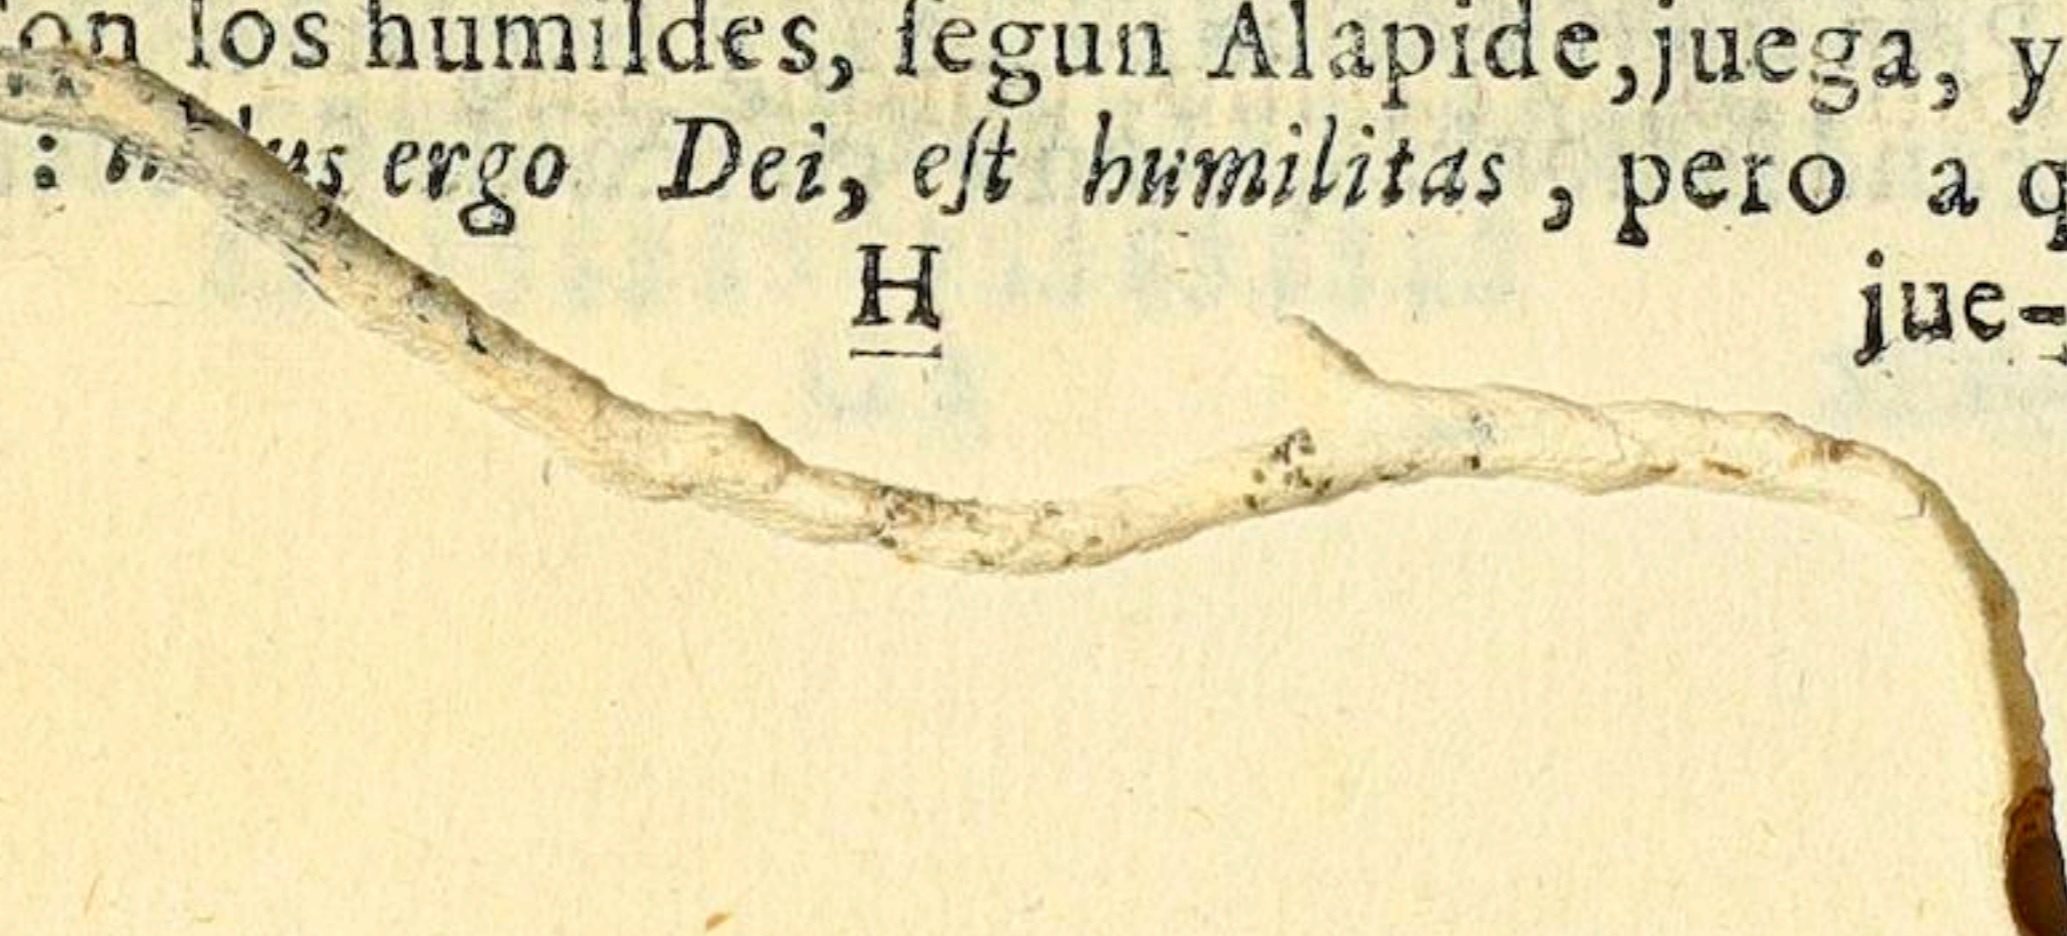 on los humildes, ſegun Alapide, juega, y
: ergo Dei, eſt humilitas, pero a q
H
jue-